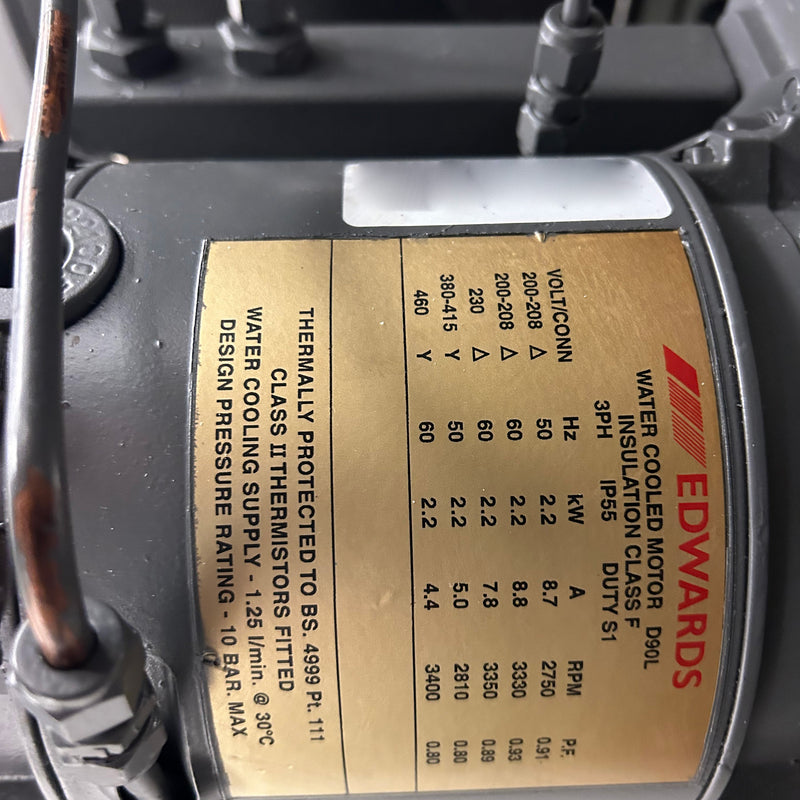 EDWARDS
WATER COOLED MOTOR D90L
INSULATION CLASS F
3PH IP55 DUTY S1
VOLT/CONN Hz kW A RPM P.F.
200-208 Δ 50 2.2 8.7 2750 0.91
200-208 Δ 60 2.2 8.8 3330 0.93
230 Δ 60 2.2 7.8 3350 0.89
380-415 Y 50 2.2 5.0 2810 0.80
460 Y 60 2.2 4.4 3400 0.80
THERMALLY PROTECTED TO BS. 4999 Pt. 111
CLASS II THERMISTORS FITTED
WATER COOLING SUPPLY - 1.25 l/min. @ 30°C
DESIGN PRESSURE RATING - 10 BAR. MAX